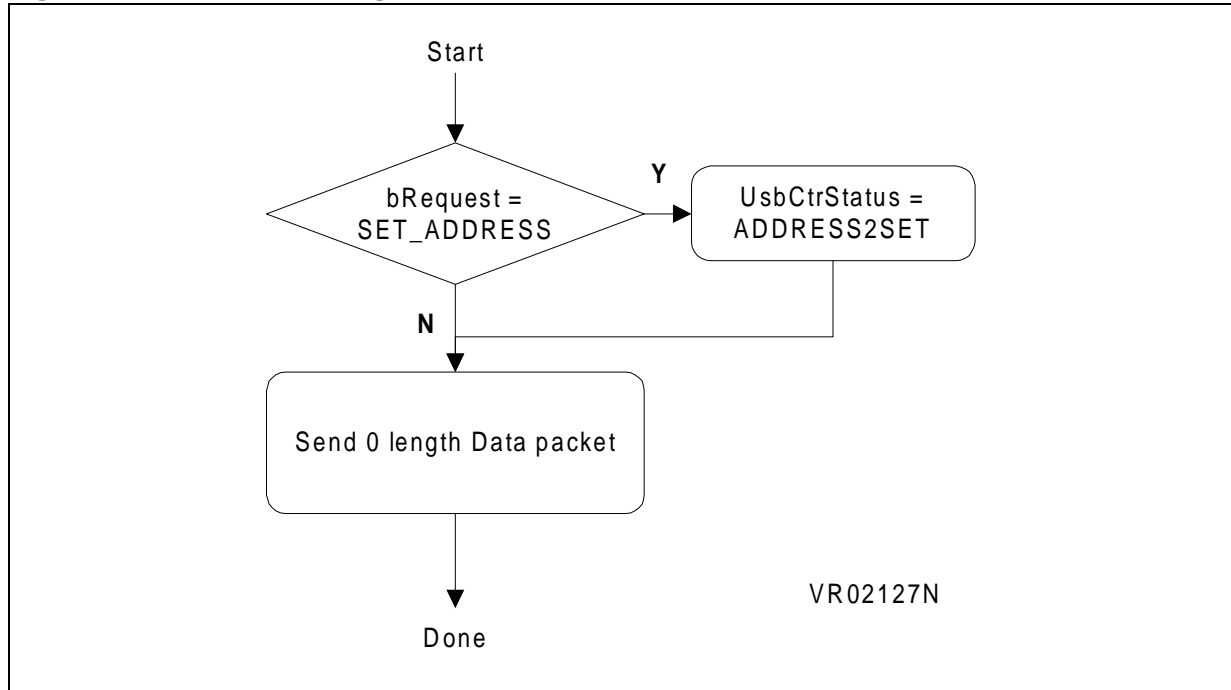 Start
bRequest =
SET_ADDRESS
Y
UsbCtrStatus =
ADDRESS2SET
N
Send 0 length Data packet
VR02127N
Done